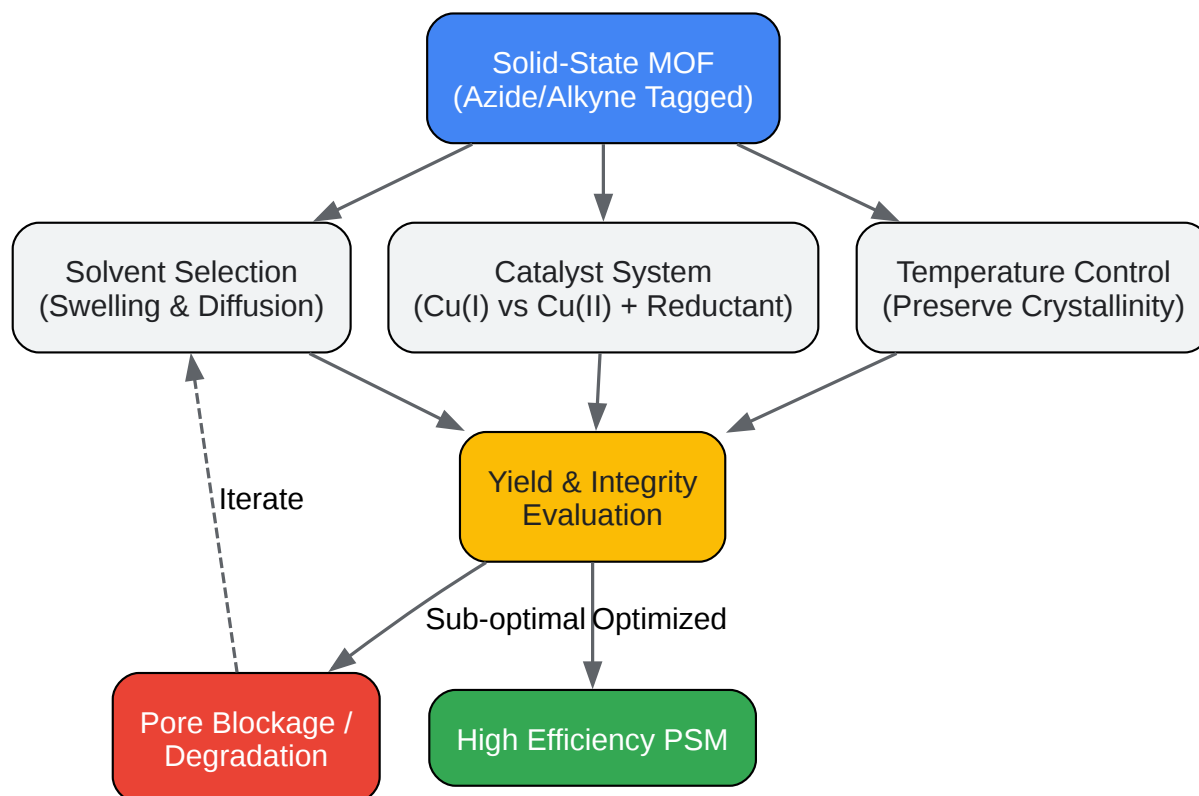 Solid-State MOF
(Azide/Alkyne Tagged)
Solvent Selection
(Swelling & Diffusion)
Catalyst System
(Cu(I) vs Cu(II) + Reductant)
Temperature Control
(Preserve Crystallinity)
Yield & Integrity
Evaluation
Iterate
Sub-optimal
Optimized
Pore Blockage /
Degradation
High Efficiency PSM